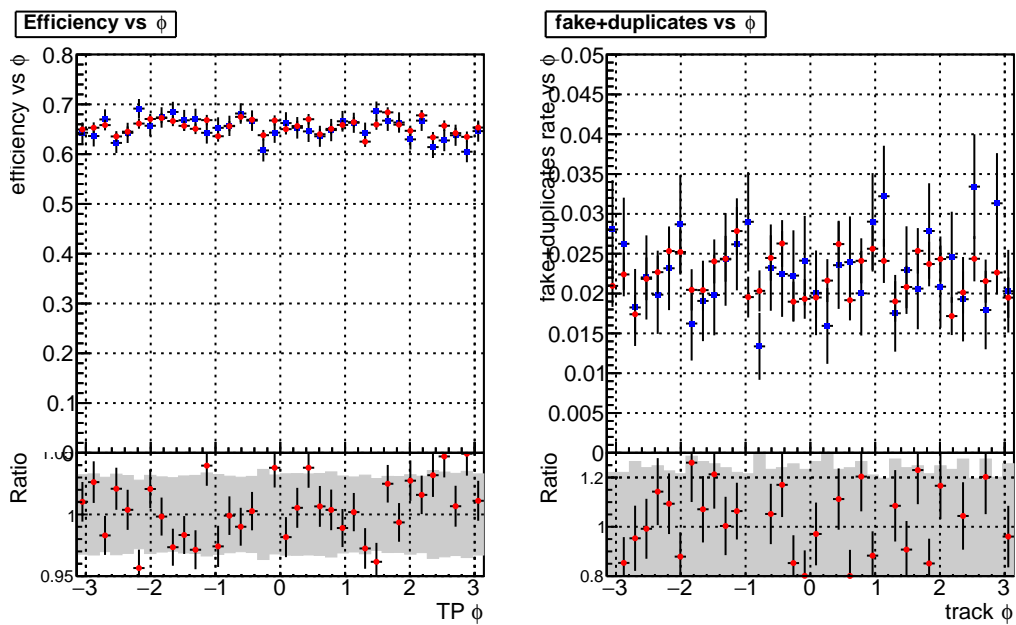 Efficiency vs ϕ
efficiency vs ϕ
0.8
0.7
0.6
0.5
0.4
0.3
0.2
0.1
0
Ratio
1.05
1
0.95
−3 −2 −1 0 1 2 3
TP ϕ
fake+duplicates vs ϕ
fake+duplicates rate vs ϕ
0.05
0.045
0.04
0.035
0.03
0.025
0.02
0.015
0.01
0.005
0
Ratio
1.2
1
0.8
−3 −2 −1 0 1 2 3
track ϕ